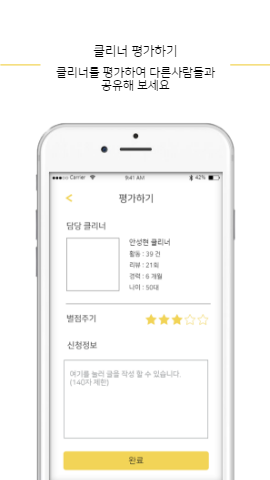 클리너 평가하기
클리너를 평가하여 다른사람들과
공유해 보세요
Carrier 9:41 AM 42%
< 평가하기
담당 클리너
안성현 클리너
활동 : 39 건
리뷰 : 21회
경력 : 6 개월
나이 : 50대
별점주기
신청정보
여기를 눌러 글을 작성 할 수 있습니다.
(140자 제한)
완료